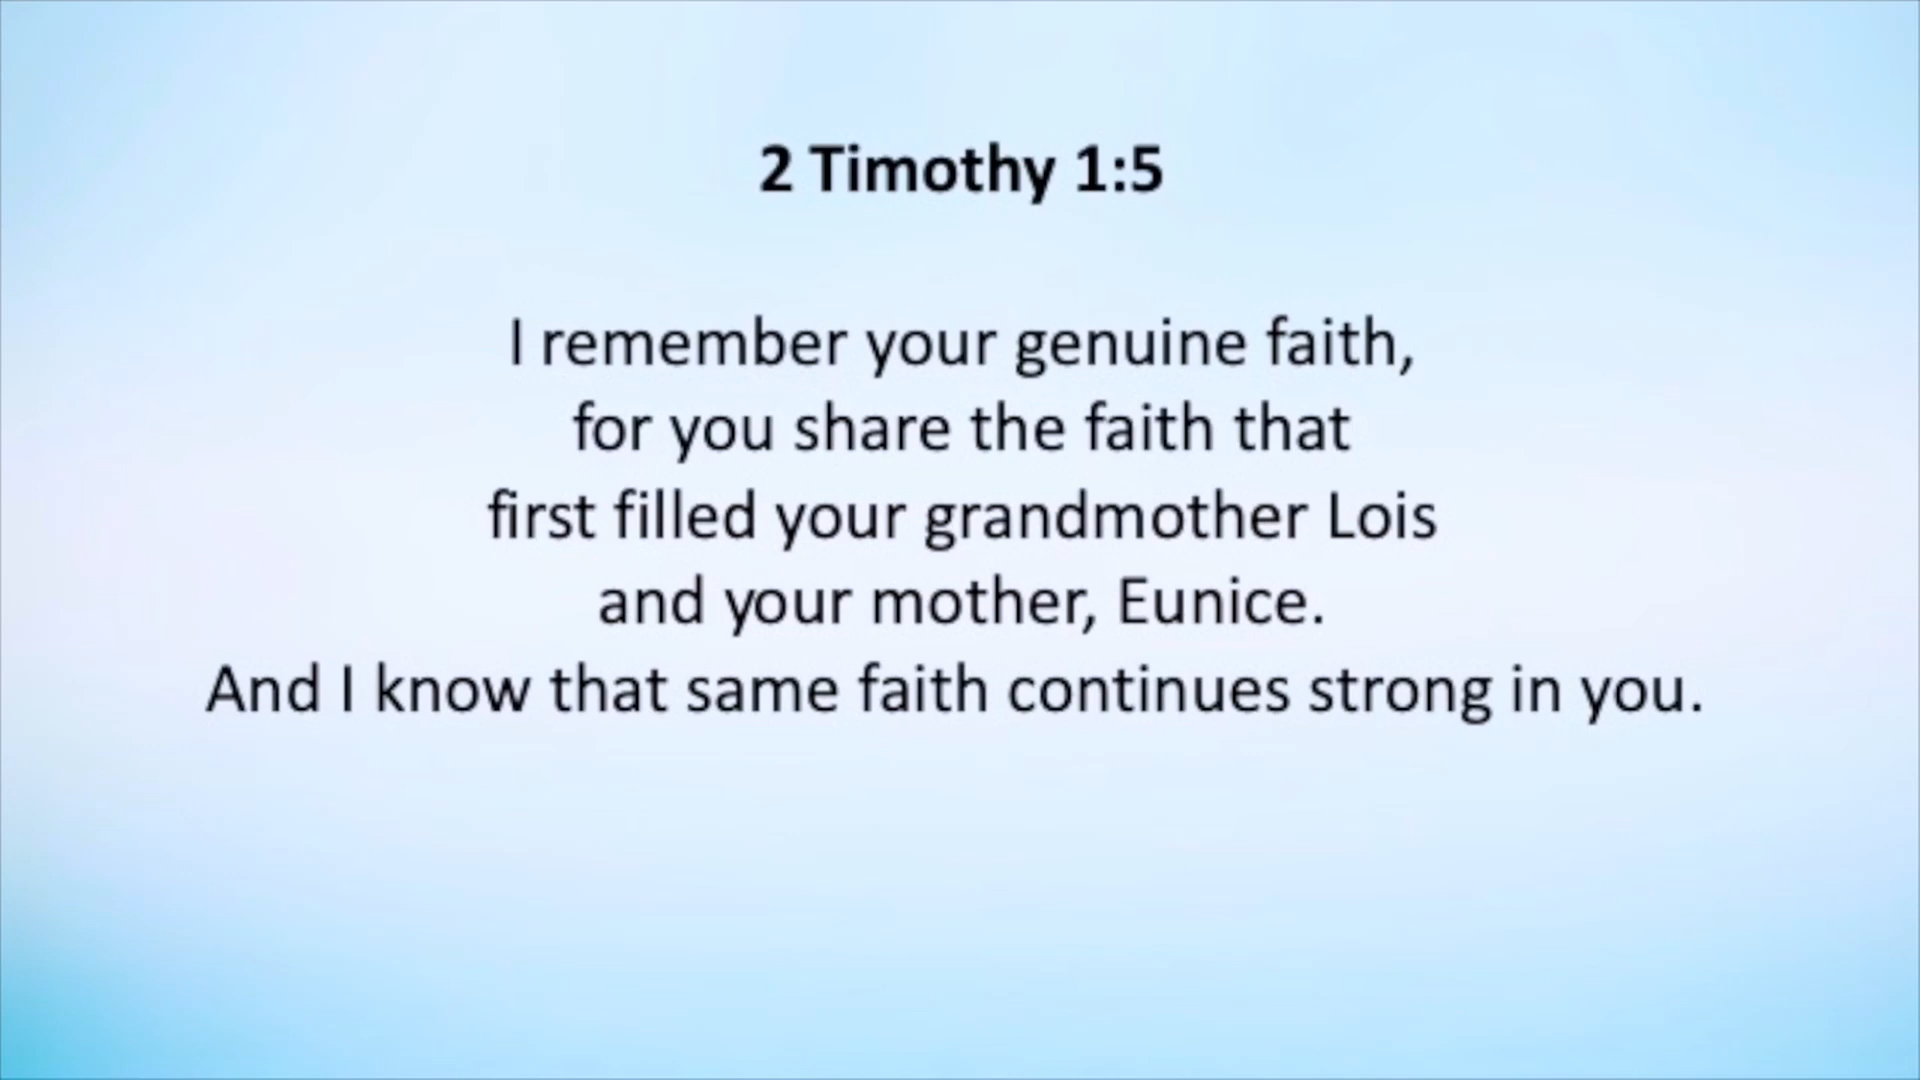 2 Timothy 1:5
I remember your genuine faith,
for you share the faith that
first filled your grandmother Lois
and your mother, Eunice.
And I know that same faith continues strong in you.